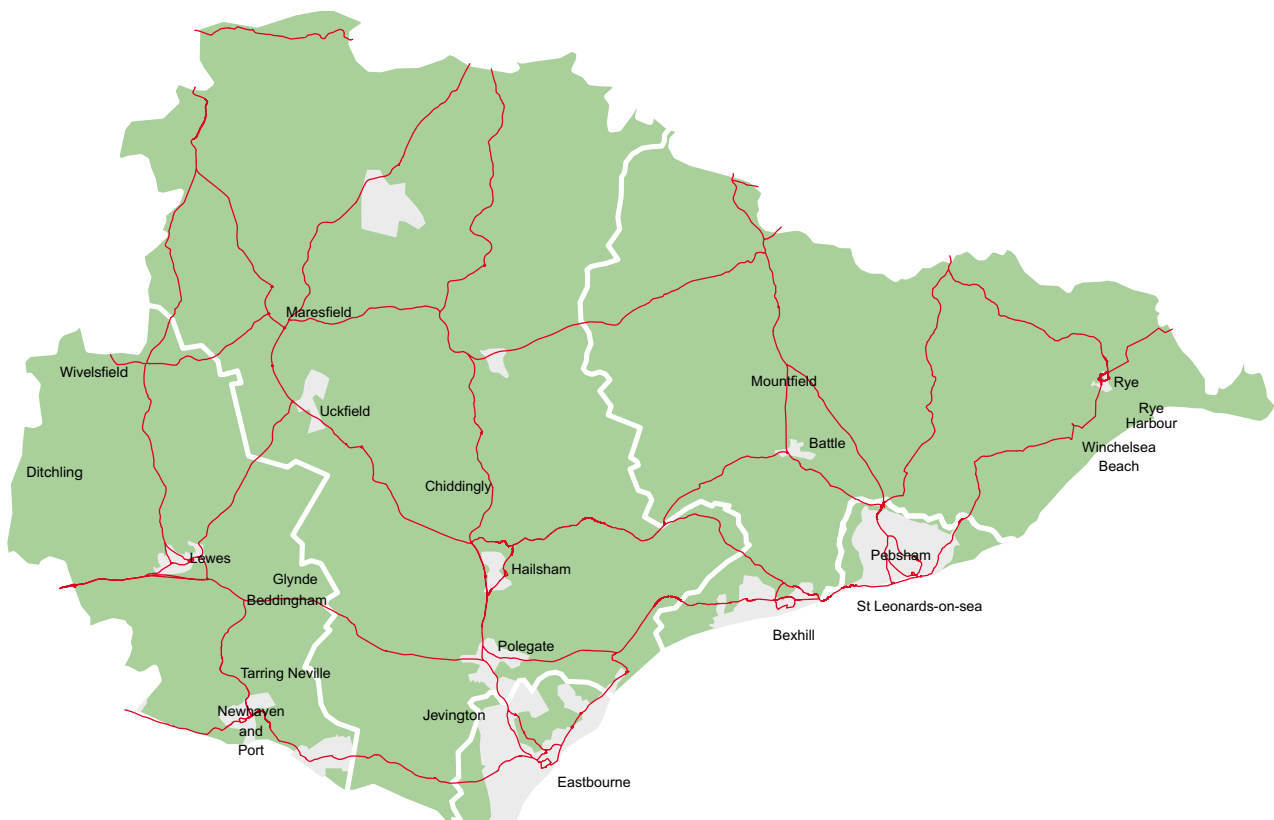 Maresfield
Wivelsfield
Mountfield
Rye
Uckfield
Rye
Harbour
Battle
Winchelsea
Beach
Ditchling
Chiddingly
Lewes
Pebsham
Hailsham
Glynde
Beddingham
St Leonards-on-sea
Bexhill
Polegate
Tarring Neville
Newhaven
and
Port
Jevington
Eastbourne